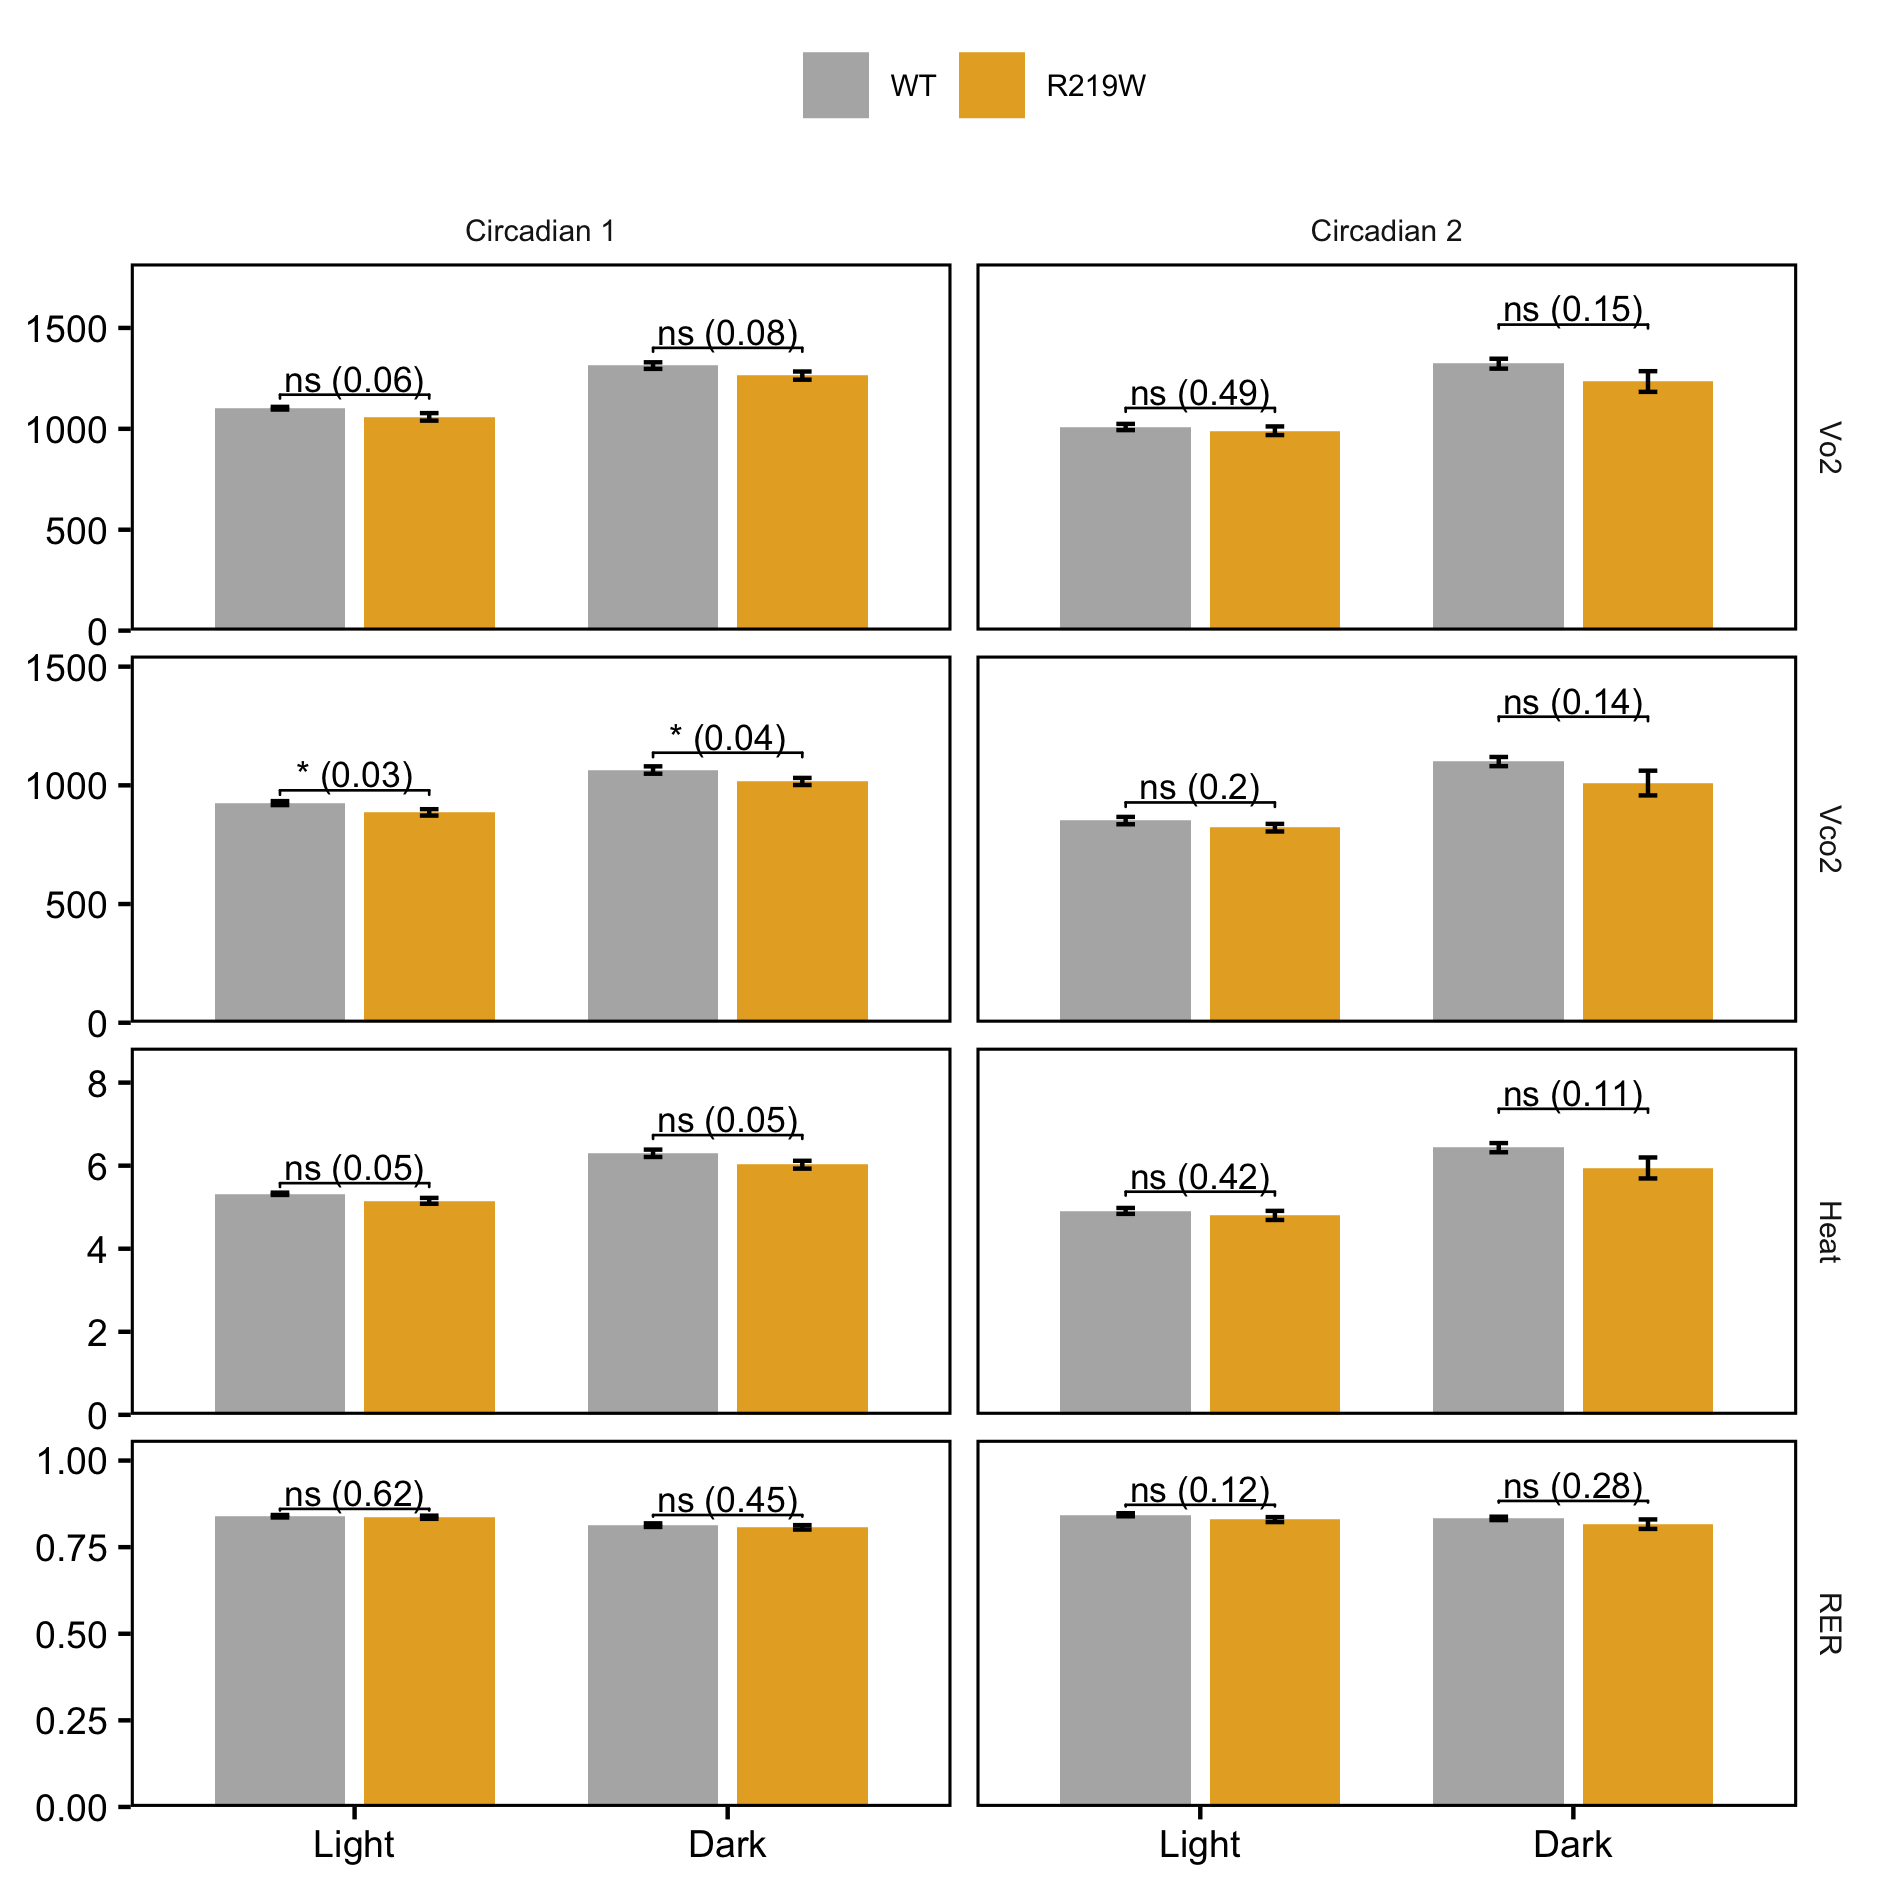 WT R219W
Circadian 1 Circadian 2
1500
1000
500
0
ns (0.06) ns (0.08)
ns (0.49) ns (0.15)
Vo2
1500
1000
500
0
* (0.03) * (0.04)
ns (0.2) ns (0.14)
Vco2
8
6
4
2
0
ns (0.05) ns (0.05)
ns (0.42) ns (0.11)
Heat
1.00
0.75
0.50
0.25
0.00
ns (0.62) ns (0.45)
ns (0.12) ns (0.28)
RER
Light Dark Light Dark